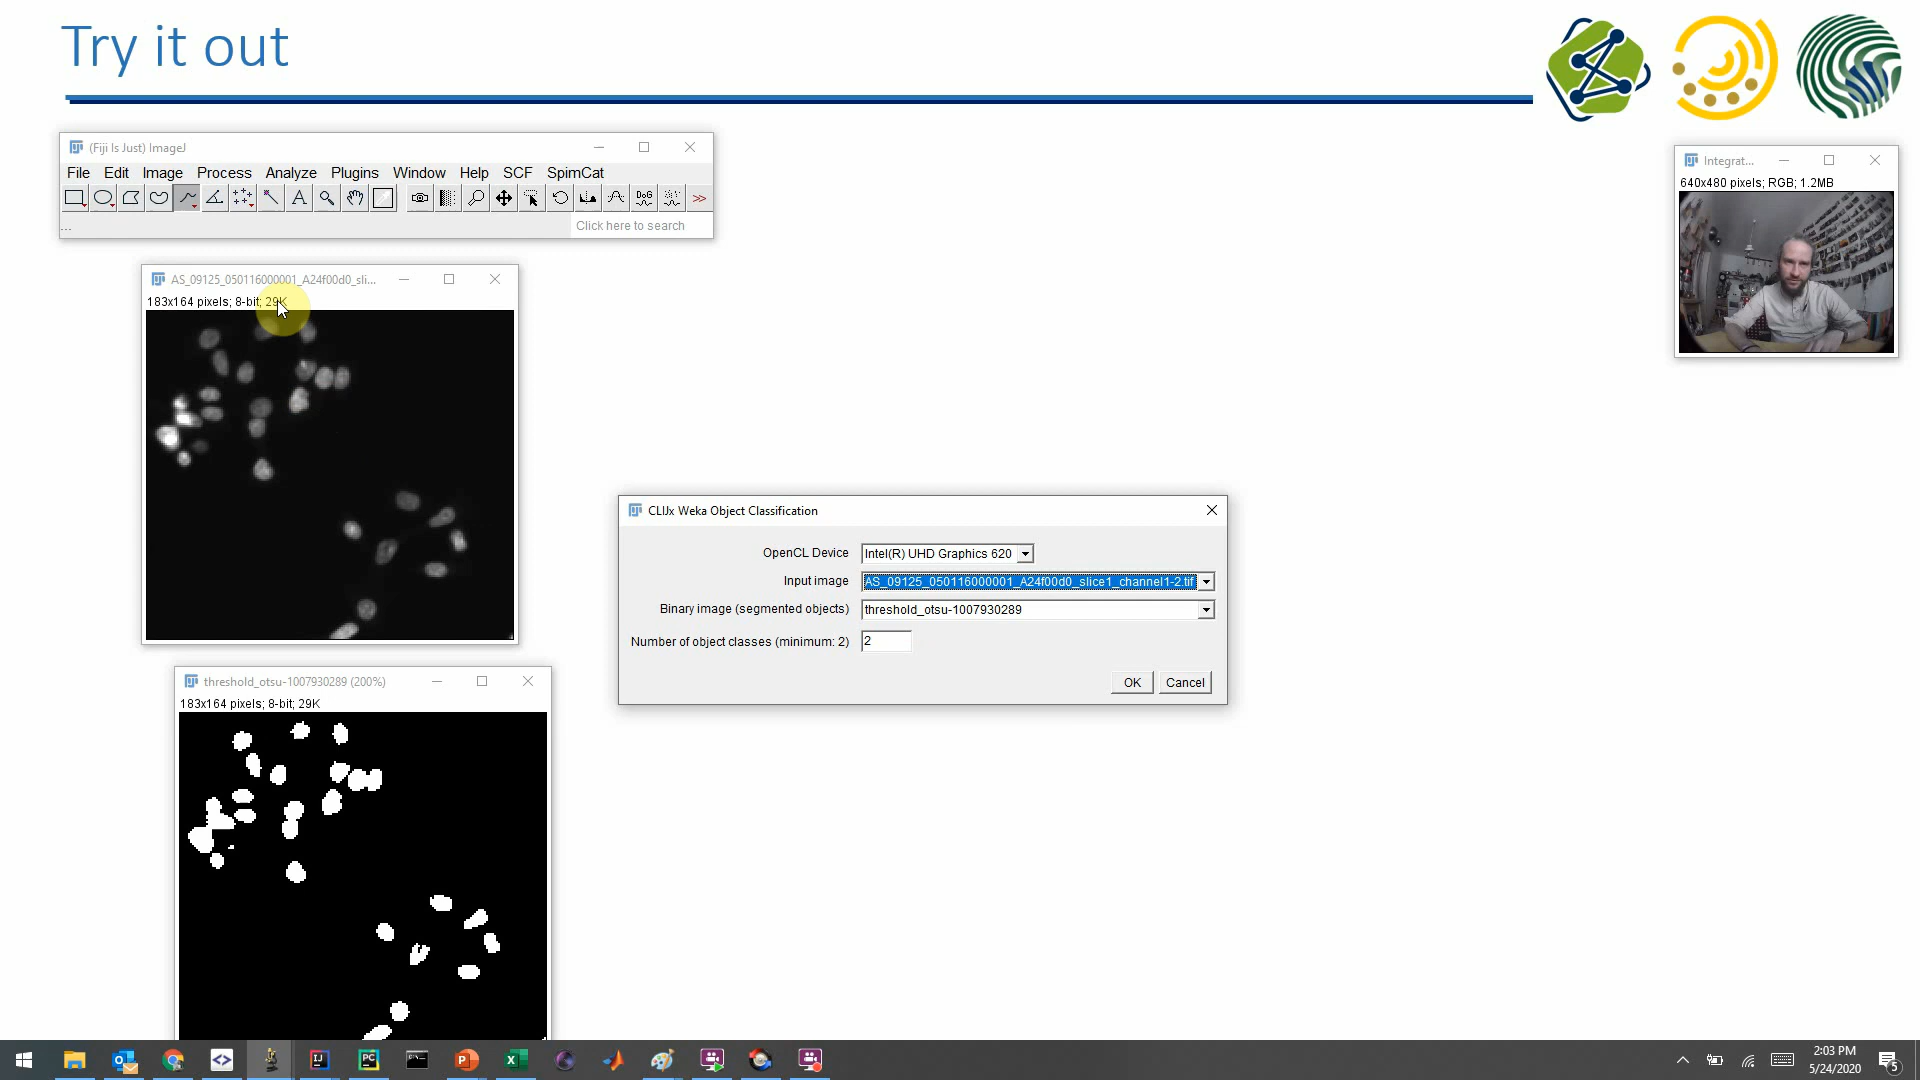 Try it out
(Fiji Is Just) ImageJ
File Edit Image Process Analyze Plugins Window Help SCF SpimCat
A DoG >>
... Click here to search
Integrat...
640x480 pixels; RGB; 1.2MB
AS_09125_050116000001_A24f00d0_sli...
183x164 pixels; 8-bit; 29K
CLIJx Weka Object Classification
OpenCL Device Intel(R) UHD Graphics 620
Input image AS_09125_050116000001_A24f00d0_slice1_channel1-2.tif
Binary image (segmented objects) threshold_otsu-1007930289
Number of object classes (minimum: 2) 2
OK Cancel
threshold_otsu-1007930289 (200%)
183x164 pixels; 8-bit; 29K
2:03 PM
5/24/2020
5